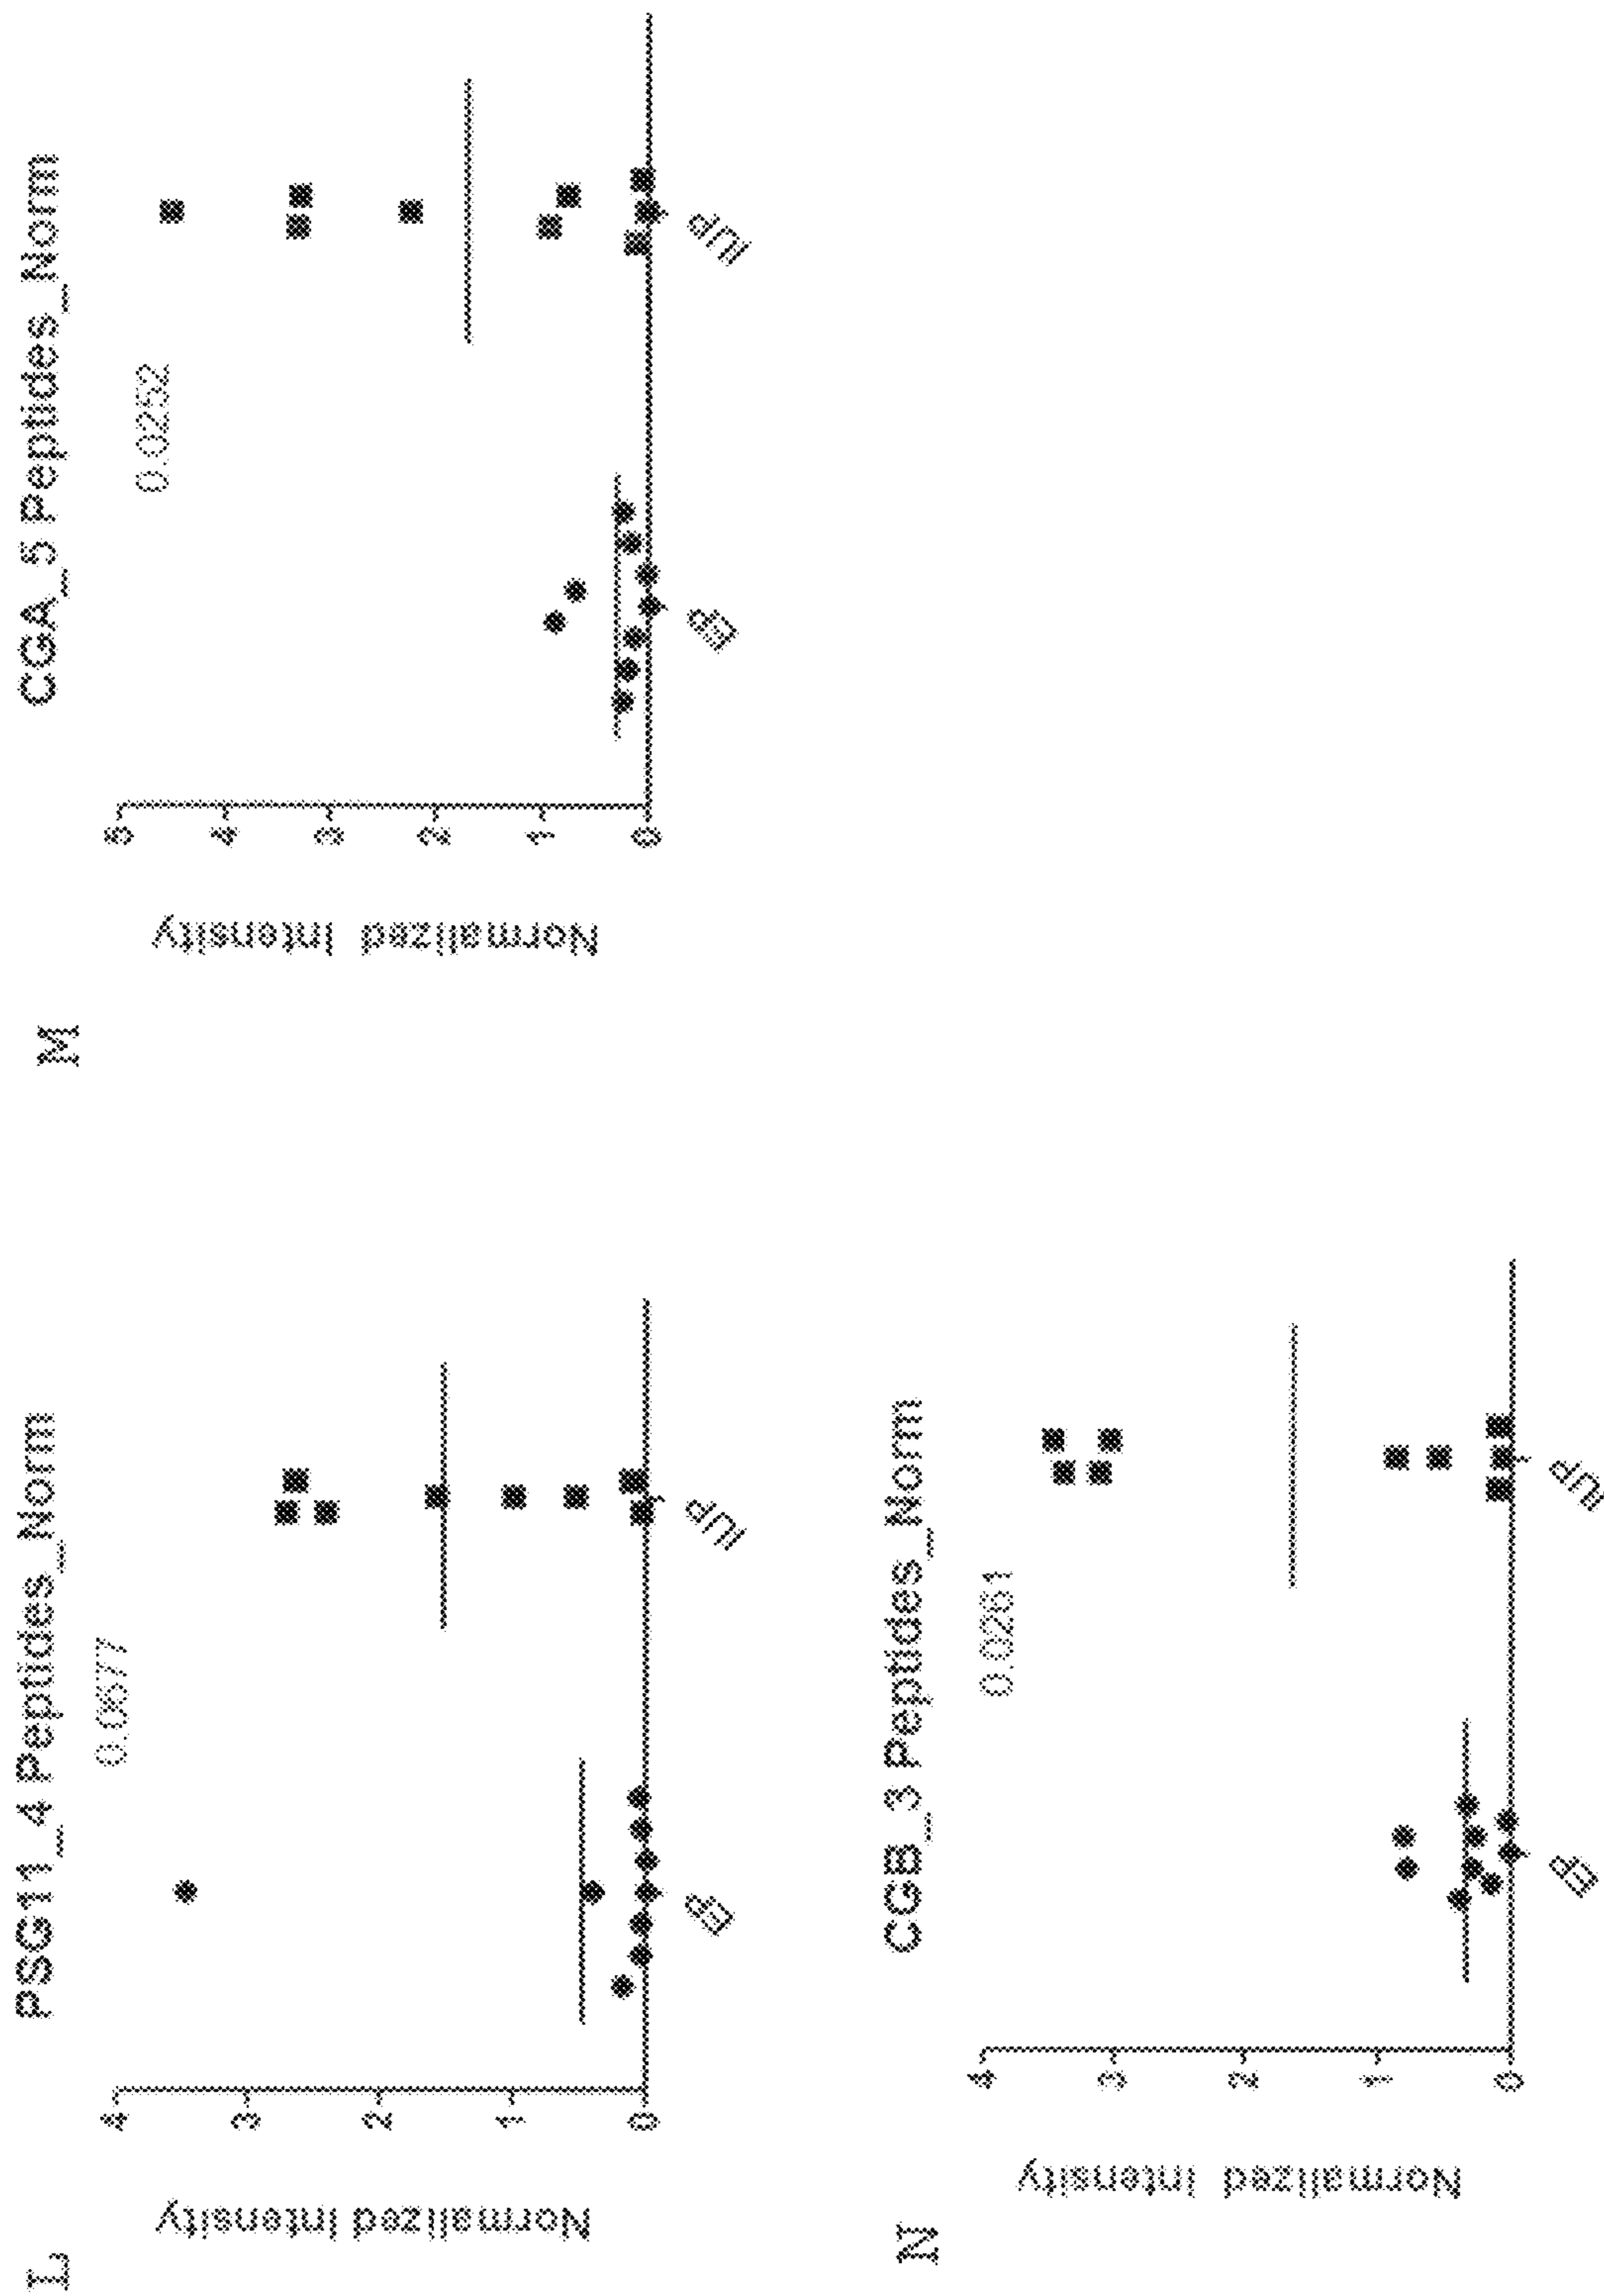 L
PSG11_4 Peptides_Norm
0.0677
Normalized intensity
4
3
2
1
0
EP
IUP
M
CGA_5 Peptides_Norm
0.0252
Normalized Intensity
5
4
3
2
1
0
EP
IUP
N
CGB_3 Peptides_Norm
0.0261
Normalized intensity
4
3
2
1
0
EP
IUP